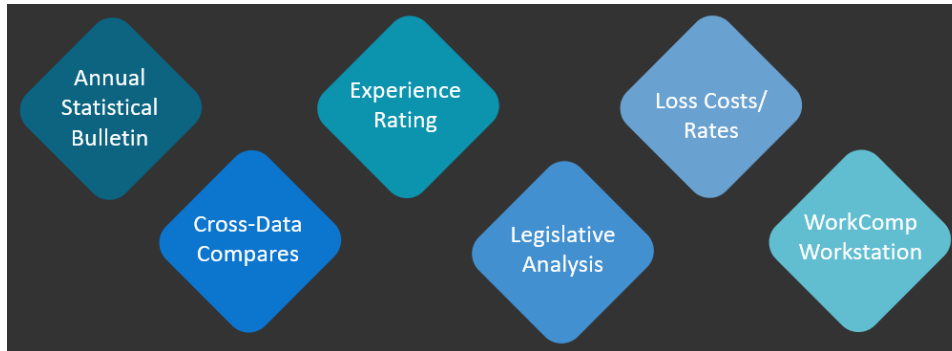 Annual
Statistical
Bulletin
Cross-Data
Compares
Experience
Rating
Legislative
Analysis
Loss Costs/
Rates
WorkComp
Workstation